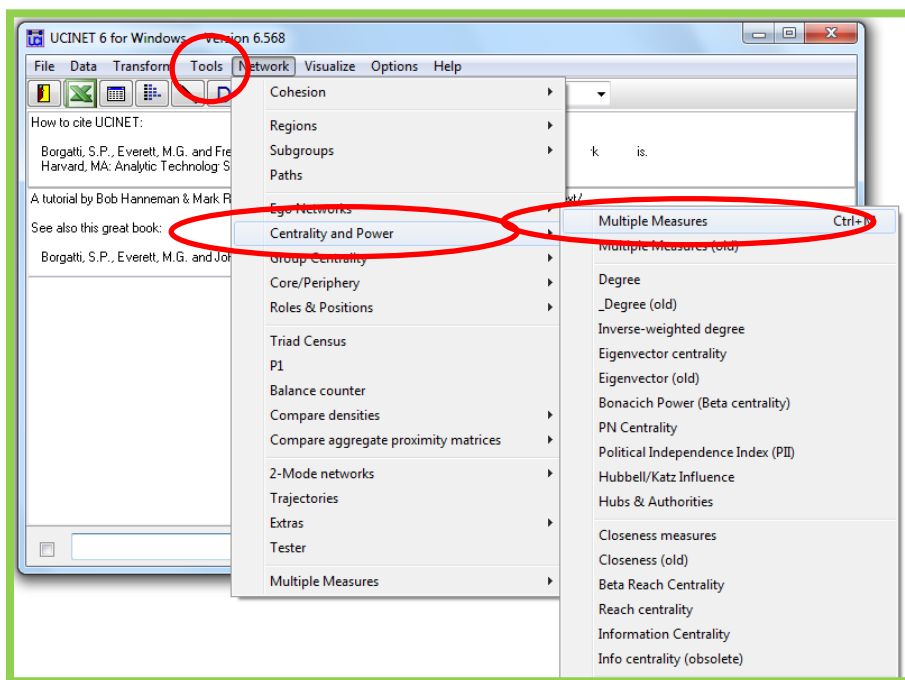 UCINET 6 for Windows -- Version 6.568
File Data Transform Tools Network Visualize Options Help
How to cite UCINET:
Borgatti, S.P., Everett, M.G. and Fre
Harvard, MA: Analytic Technolog S
is.
A tutorial by Bob Hanneman & Mark R
See also this great book:
Borgatti, S.P., Everett, M.G. and Joh
Cohesion
Regions
Subgroups
Paths
Ego Networks
Centrality and Power
Group Centrality
Core/Periphery
Roles & Positions
Triad Census
P1
Balance counter
Compare densities
Compare aggregate proximity matrices
2-Mode networks
Trajectories
Extras
Tester
Multiple Measures
Multiple Measures Ctrl+M
Multiple Measures (old)
Degree
_Degree (old)
Inverse-weighted degree
Eigenvector centrality
Eigenvector (old)
Bonacich Power (Beta centrality)
PN Centrality
Political Independence Index (PII)
Hubbell/Katz Influence
Hubs & Authorities
Closeness measures
Closeness (old)
Beta Reach Centrality
Reach centrality
Information Centrality
Info centrality (obsolete)